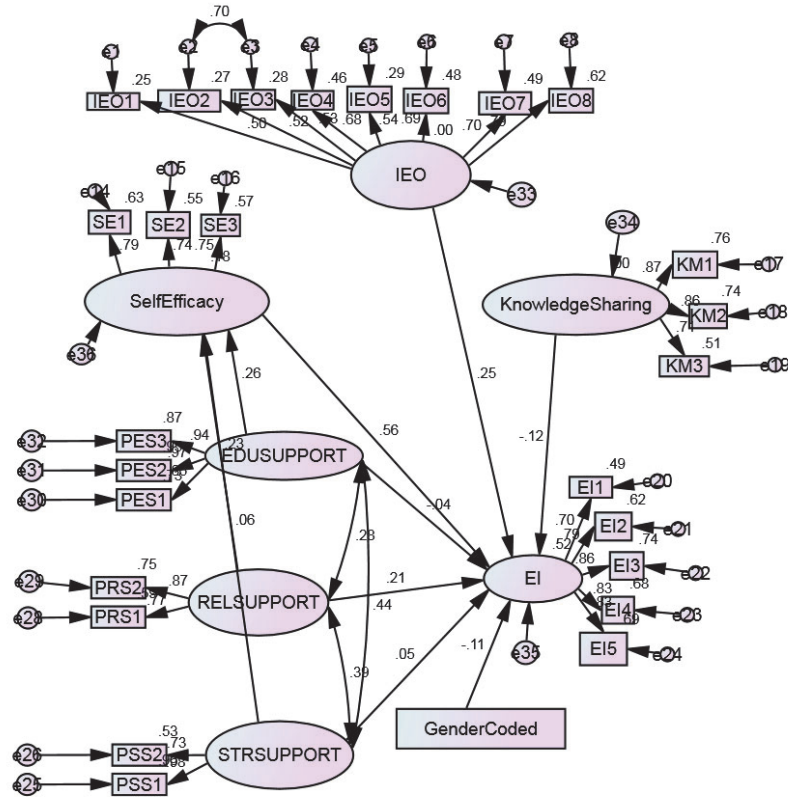 .70
e1 e2 e3 e4 e5 e6 e7 e8
.25 .27 .28 .46 .29 .48 .49 .62
IEO1 IEO2 IEO3 IEO4 IEO5 IEO6 IEO7 IEO8
.50 .52 .53 .68 .54 .69 .00 .70
IEO
e33
e14 e15 e16
.63 .55 .57
SE1 SE2 SE3
.79 .74 .75
SelfEfficacy
e36
e34
.76
.87 KM1 e17
KnowledgeSharing
.86 .74
KM2 e18
.71 .51
KM3 e19
.26 .56 .25 -.12
.87
e32 PES3 .94 .23
EDUSUPPORT
e31 PES2
e30 PES1
-.04
.06 .28
.49 e20
EI1
.70 .62
.79 EI2 e21
.52 .74
.86 EI3 e22
EI
.68
.83 EI4 e23
.69
EI5 e24
e35
.75
e29 PRS2 .87
RELSUPPORT
e28 PRS1 .77
.21 .44
.39 .05 -.11
GenderCoded
.53
e26 PSS2 .73
STRSUPPORT
e25 PSS1